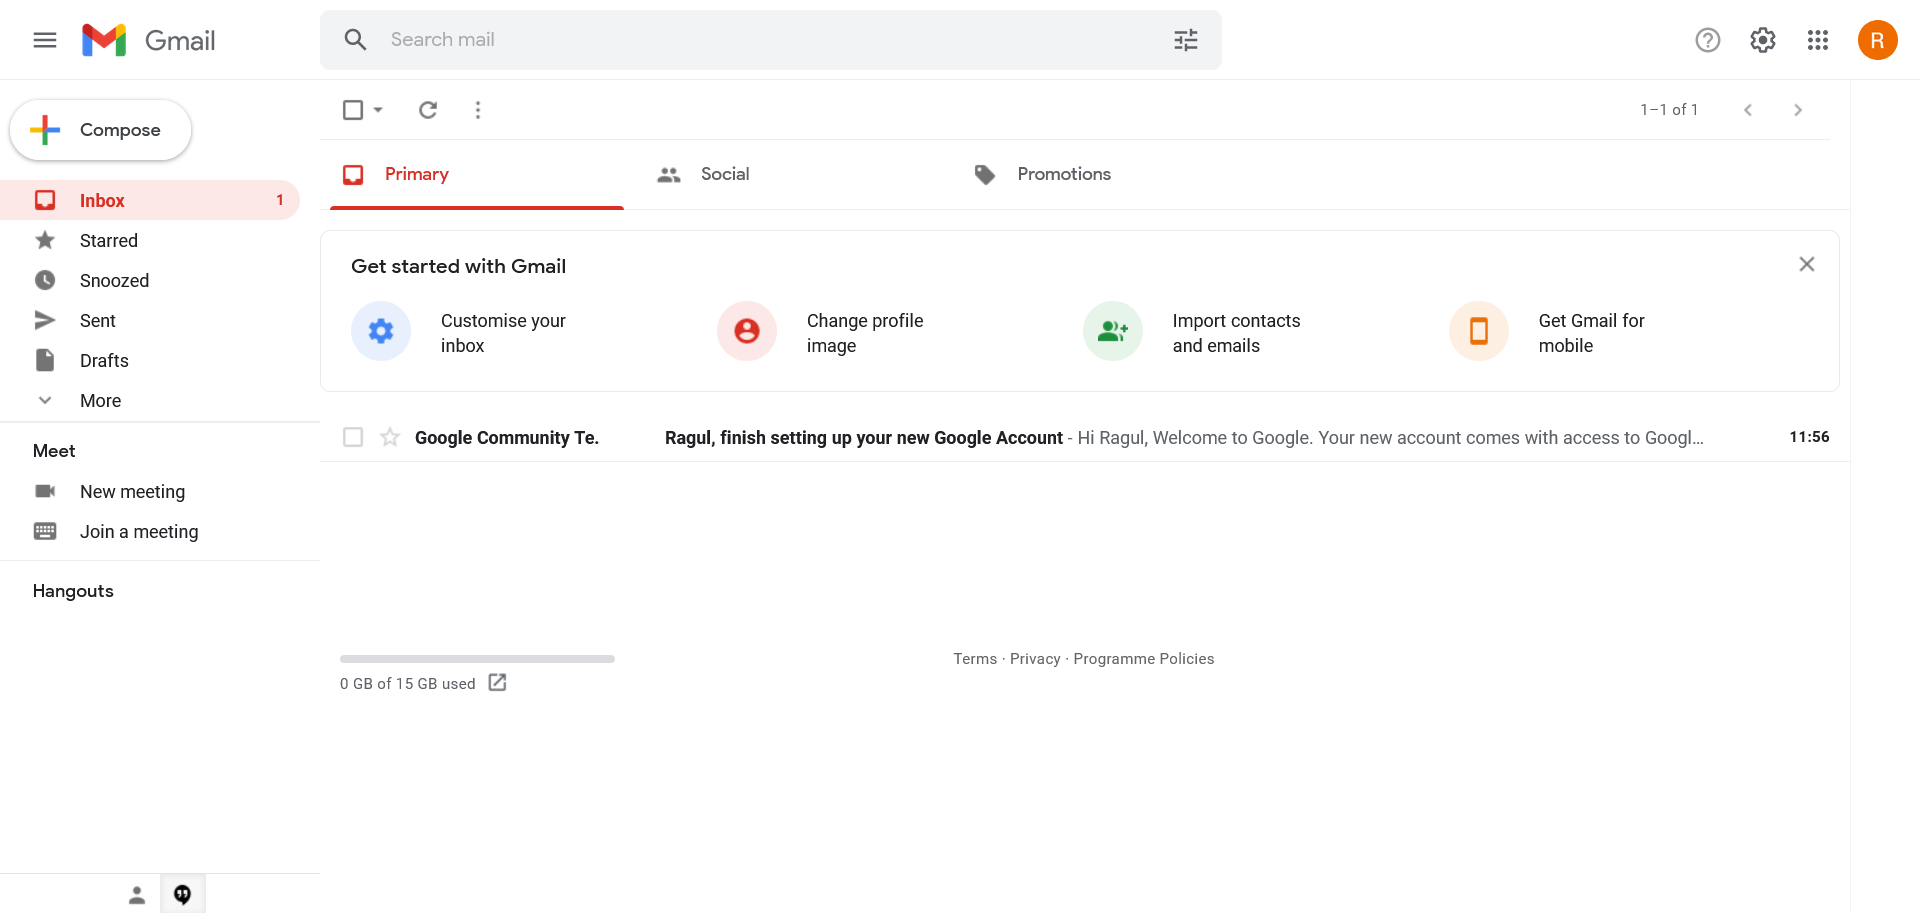 Gmail
Search mail
R
Compose
1–1 of 1
Primary
Social
Promotions
Inbox 1
Starred
Snoozed
Sent
Drafts
More
Get started with Gmail
Customise your
inbox
Change profile
image
Import contacts
and emails
Get Gmail for
mobile
Google Community Te. Ragul, finish setting up your new Google Account - Hi Ragul, Welcome to Google. Your new account comes with access to Googl... 11:56
Meet
New meeting
Join a meeting
Hangouts
0 GB of 15 GB used
Terms · Privacy · Programme Policies